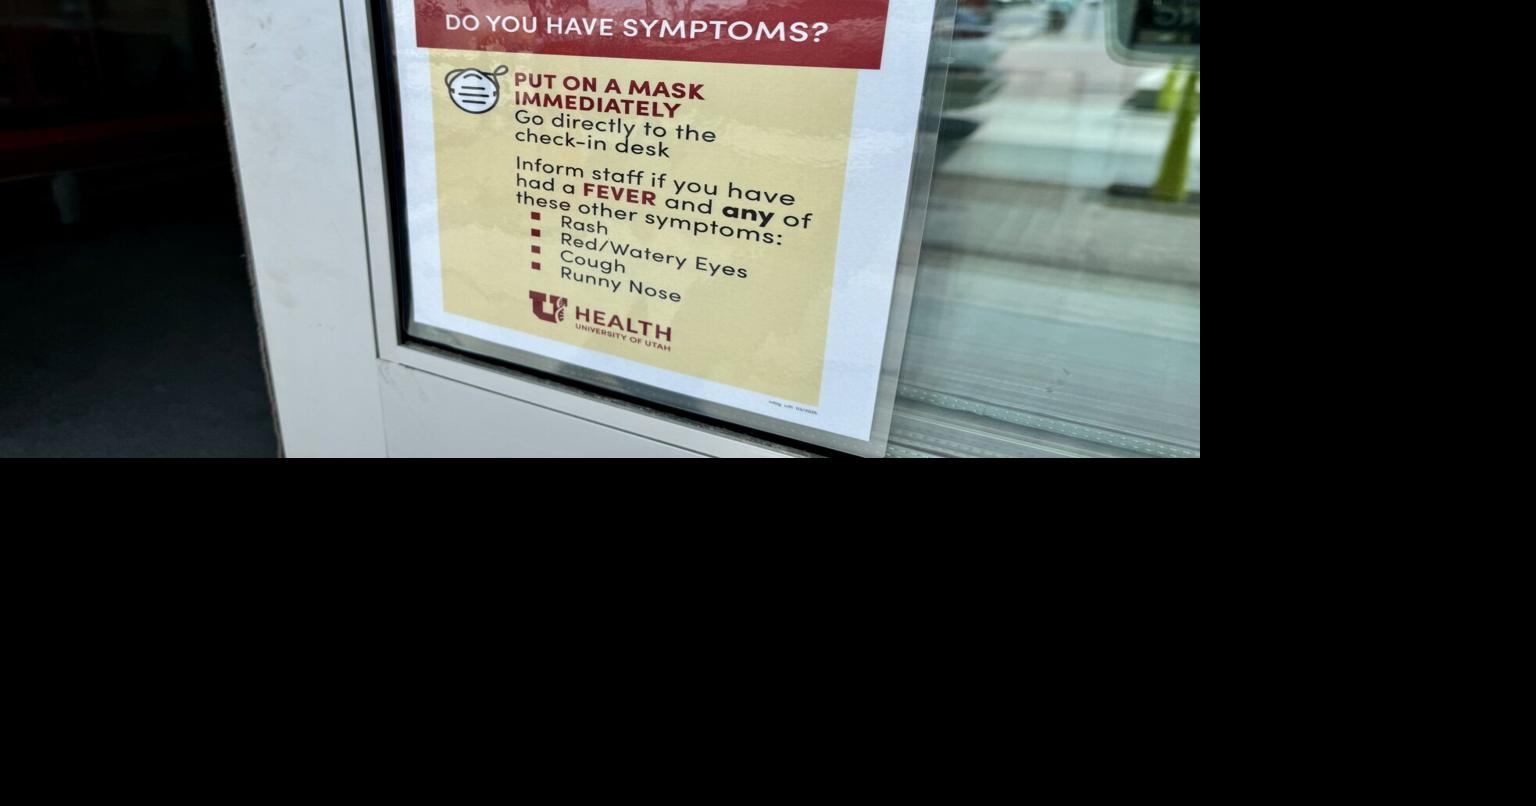 DO YOU HAVE SYMPTOMS?
PUT ON A MASK
IMMEDIATELY
Go directly to the
check-in desk
Inform staff if you have
had a FEVER and any of
these other symptoms:
Rash
Red/Watery Eyes
Cough
Runny Nose
U HEALTH
UNIVERSITY OF UTAH